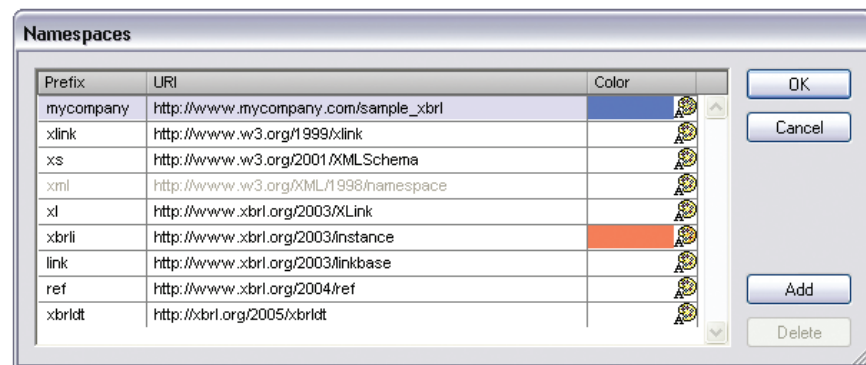 Namespaces
Prefix URI Color
mycompany http://www.mycompany.com/sample_xbrl
xlink http://www.w3.org/1999/xlink
xs http://www.w3.org/2001/XMLSchema
xml http://www.w3.org/XML/1998/namespace
xl http://www.xbrl.org/2003/XLink
xbrli http://www.xbrl.org/2003/instance
link http://www.xbrl.org/2003/linkbase
ref http://www.xbrl.org/2004/ref
xbrldt http://xbrl.org/2005/xbrldt
OK
Cancel
Add
Delete